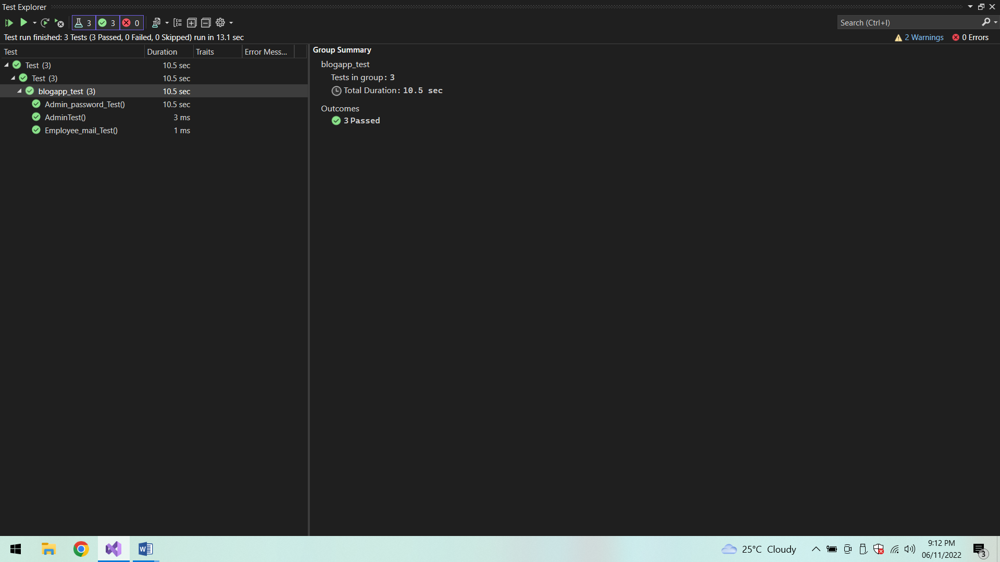 Test Explorer
3 3 0
Search (Ctrl+I)
Test run finished: 3 Tests (3 Passed, 0 Failed, 0 Skipped) run in 13.1 sec
2 Warnings 0 Errors
Test Duration Traits Error Mess...
Test (3) 10.5 sec
Test (3) 10.5 sec
blogapp_test (3) 10.5 sec
Admin_password_Test() 10.5 sec
AdminTest() 3 ms
Employee_mail_Test() 1 ms
Group Summary
blogapp_test
Tests in group: 3
Total Duration: 10.5 sec
Outcomes
3 Passed
W
25°C Cloudy
9:12 PM
06/11/2022
3